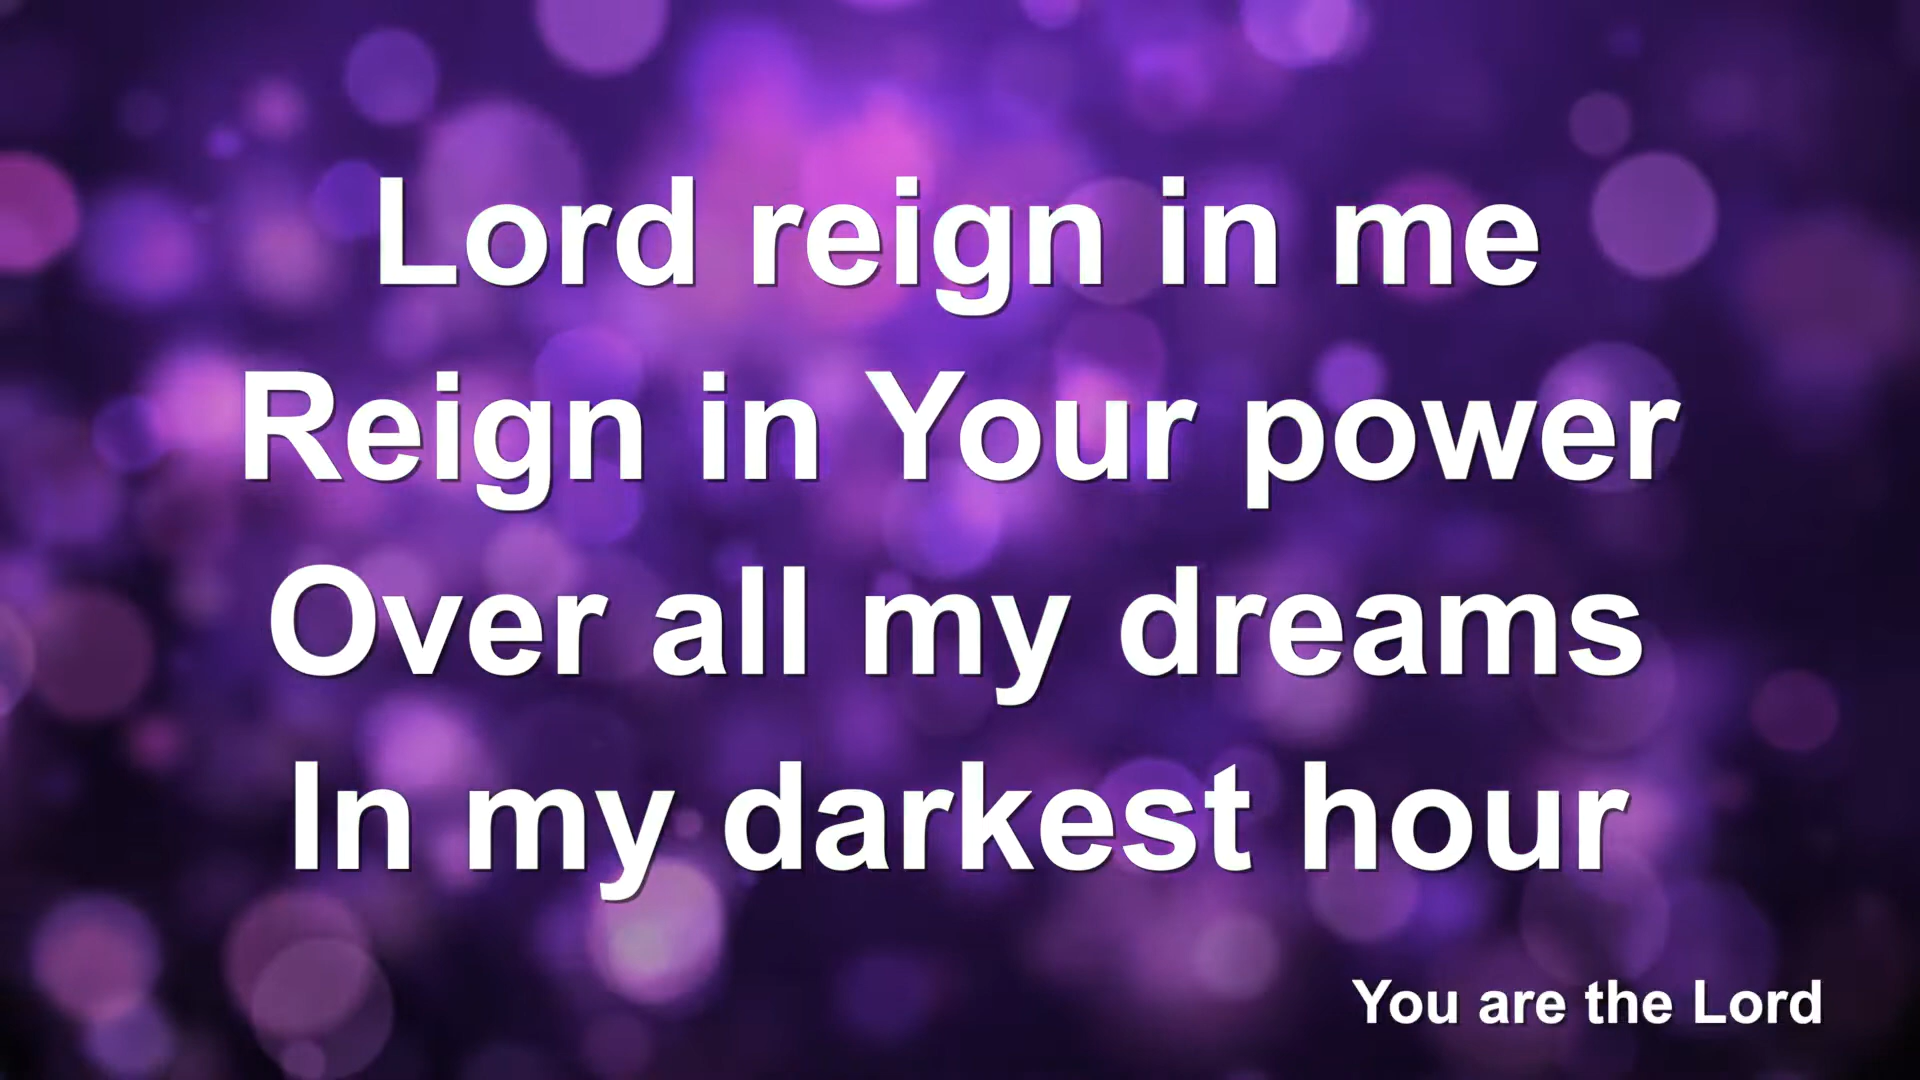 Lord reign in me
Reign in Your power
Over all my dreams
In my darkest hour
You are the Lord